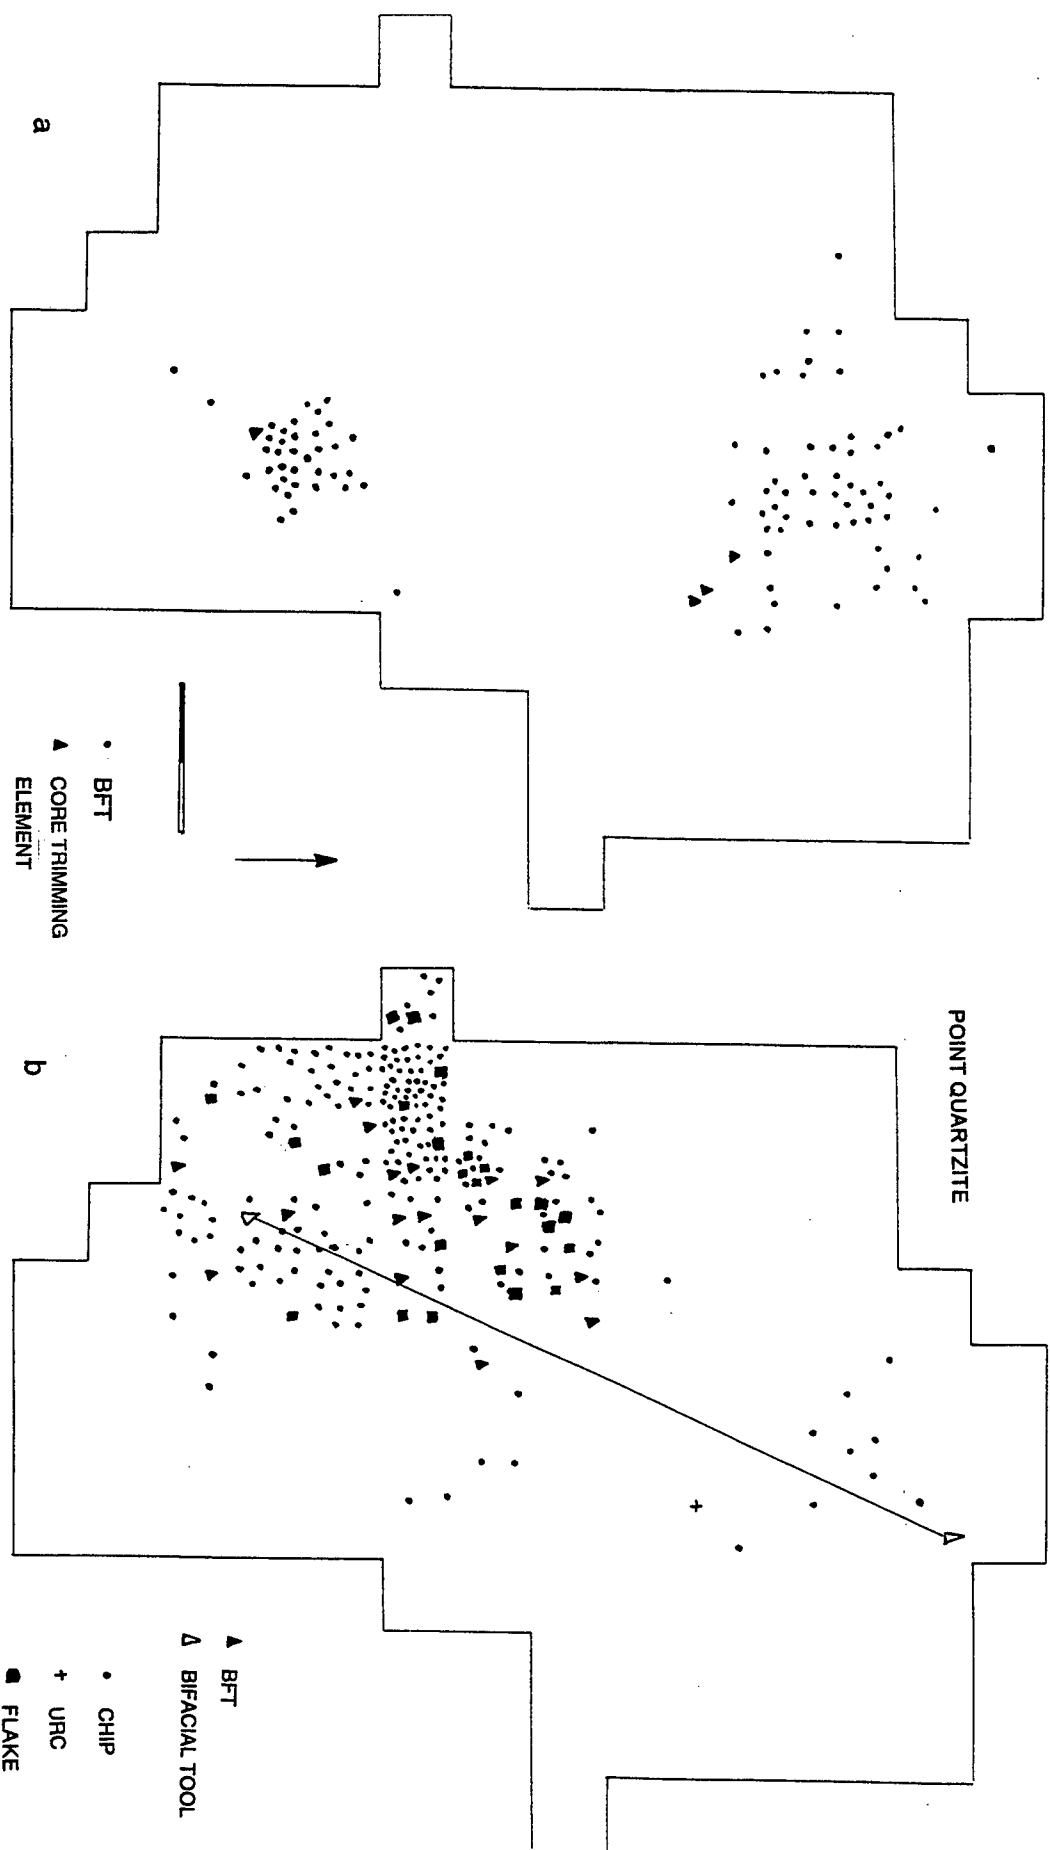 POINT QUARTZITE
a
BFT
CORE TRIMMING
ELEMENT
b
BFT
BIFACIAL TOOL
CHIP
URC
FLAKE